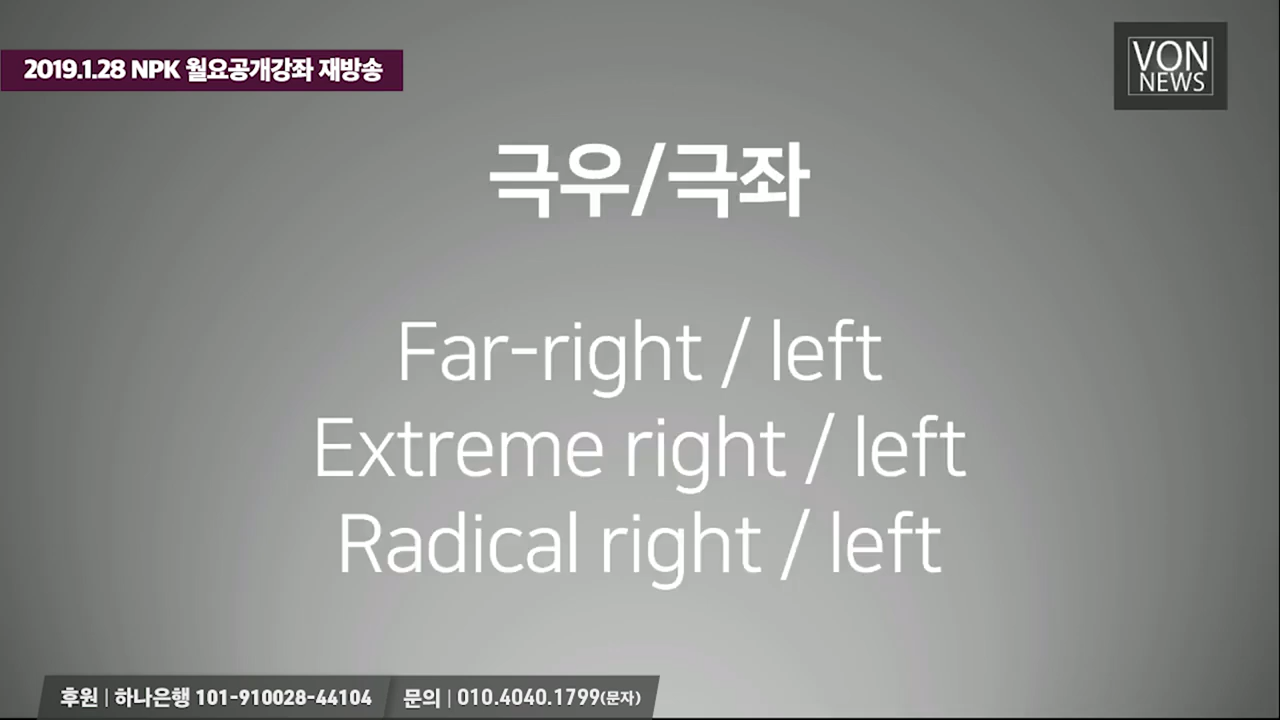 2019.1.28 NPK 월요공개강좌 재방송
VON
NEWS
극우/극좌
Far-right / left
Extreme right / left
Radical right / left
후원 | 하나은행 101-910028-44104 문의 | 010.4040.1799(문자)